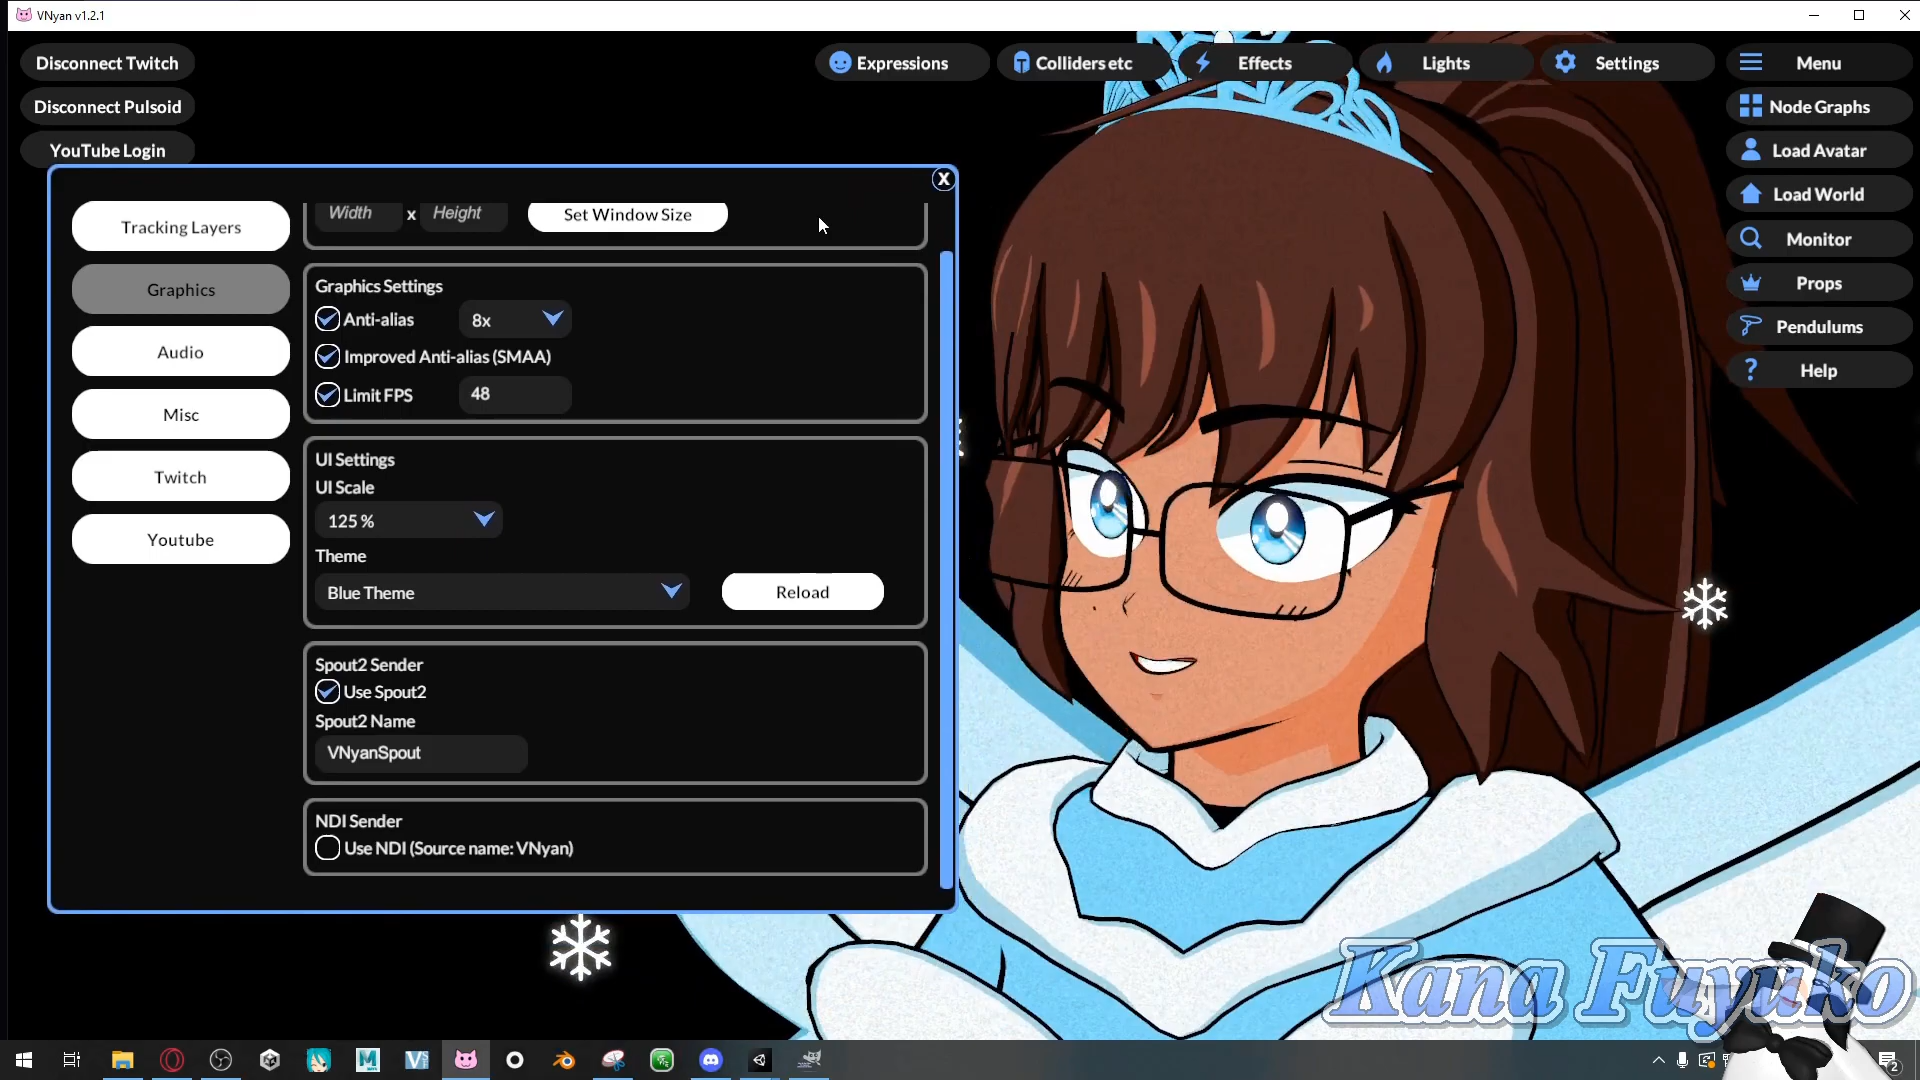 VNyan v1.2.1
Disconnect Twitch
Expressions
Colliders etc
Effects
Lights
Settings
Menu
Disconnect Pulsoid
Node Graphs
YouTube Login
Load Avatar
Load World
Monitor
Props
Pendulums
Help
X
Tracking Layers
Graphics
Audio
Misc
Twitch
Youtube
Width x Height Set Window Size
Graphics Settings
Anti-alias 8x
Improved Anti-alias (SMAA)
Limit FPS 48
UI Settings
UI Scale
125 %
Theme
Blue Theme Reload
Spout2 Sender
Use Spout2
Spout2 Name
VNyanSpout
NDI Sender
Use NDI (Source name: VNyan)
Kana Fuyuko